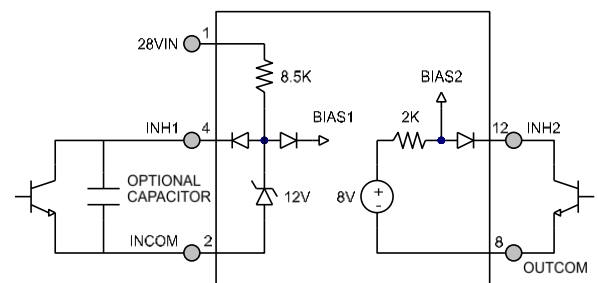 28VIN
1
8.5K
BIAS1
BIAS2
2K
INH1
4
12
INH2
OPTIONAL
CAPACITOR
12V
8V
+
-
INCOM
2
8
OUTCOM